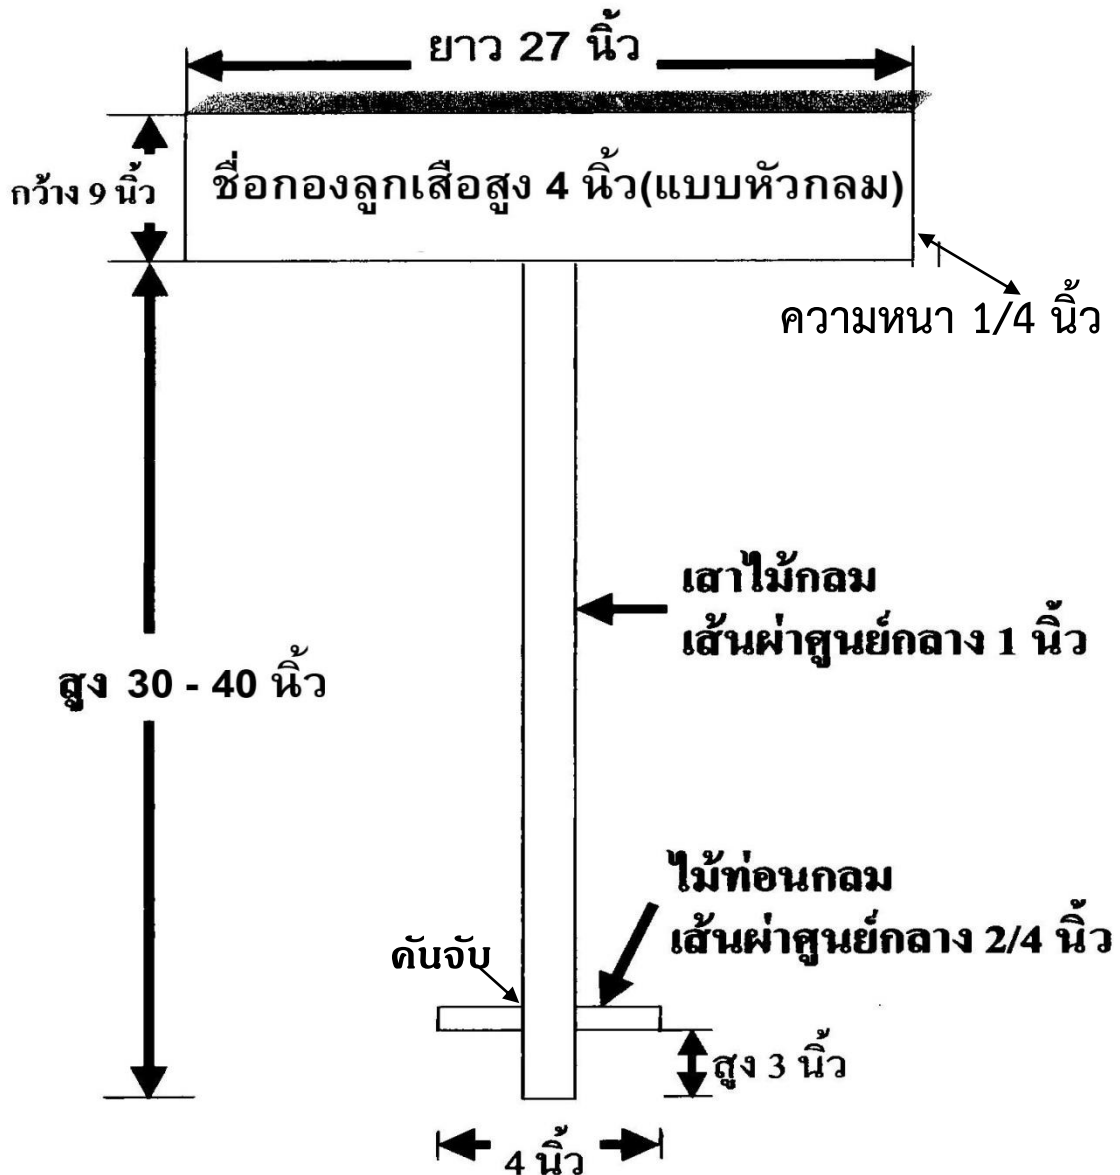 ยาว 27 นิ้ว
กว้าง 9 นิ้ว
ชื่อกองลูกเสือสูง 4 นิ้ว(แบบหัวกลม)
ความหนา 1/4 นิ้ว
เสาไม้กลม
เส้นผ่าศูนย์กลาง 1 นิ้ว
สูง 30 - 40 นิ้ว
ไม้ท่อนกลม
เส้นผ่าศูนย์กลาง 2/4 นิ้ว
คันจับ
สูง 3 นิ้ว
4 นิ้ว